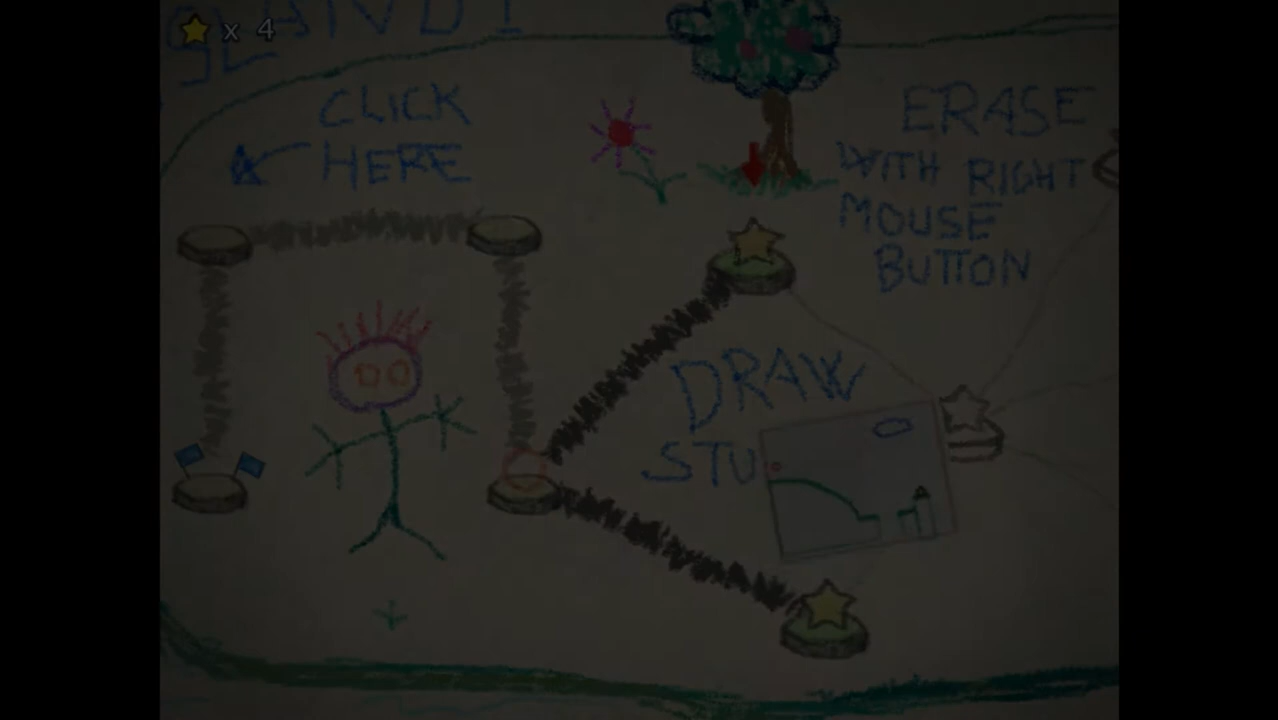 x 4
CLICK
HERE
ERASE
WITH RIGHT
MOUSE
BUTTON
DRAW
STU